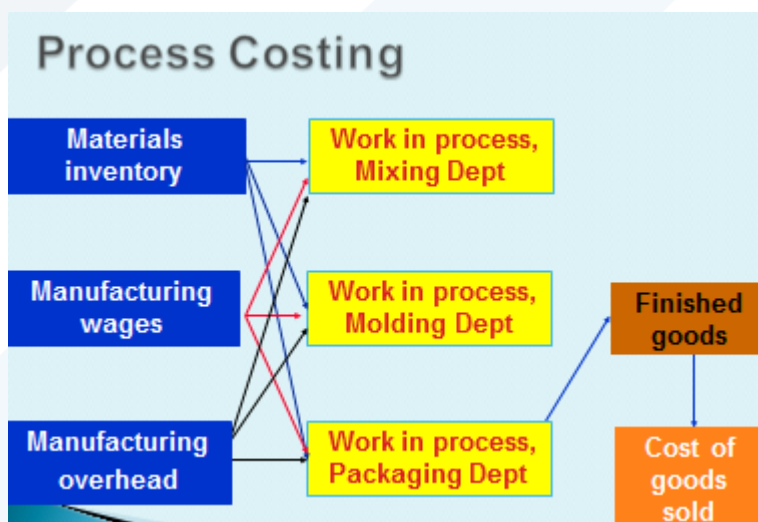 Process Costing
Materials
inventory
Work in process,
Mixing Dept
Manufacturing
wages
Work in process,
Molding Dept
Finished
goods
Manufacturing
overhead
Work in process,
Packaging Dept
Cost of
goods
sold